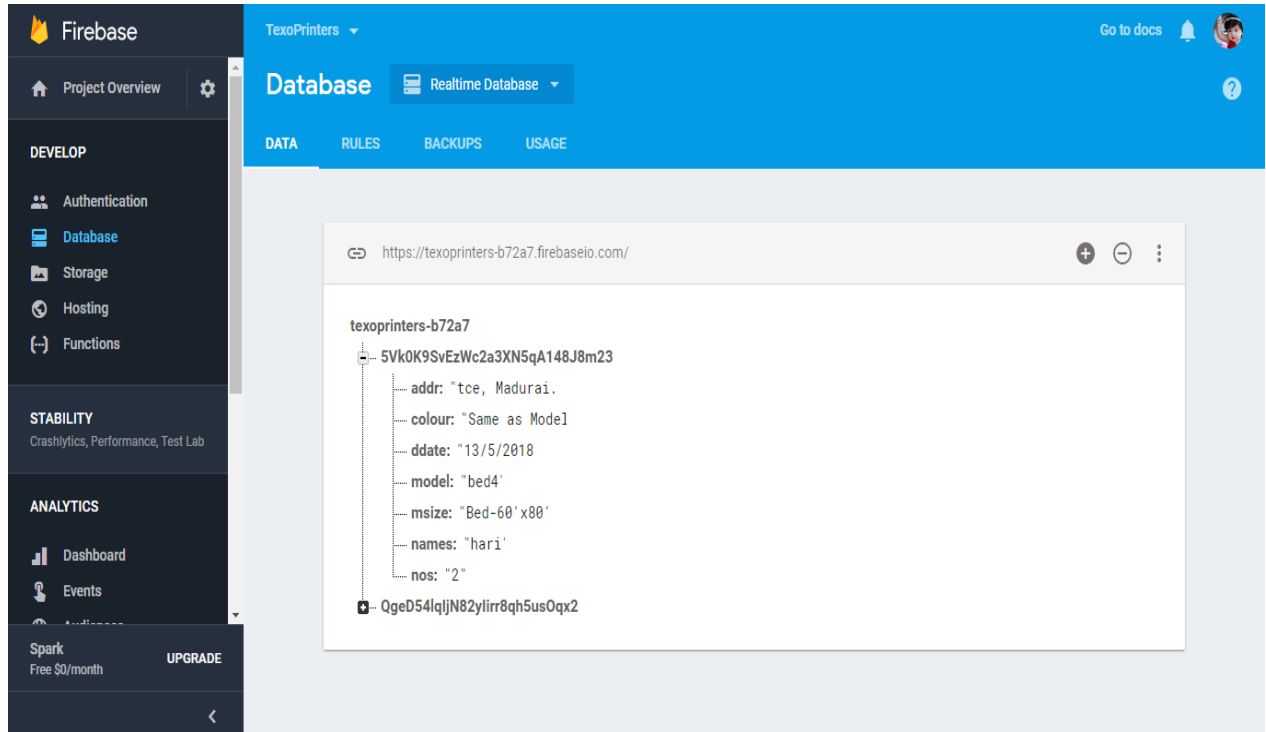 Firebase
TexoPrinters
Go to docs
Project Overview
Database
Realtime Database
DATA RULES BACKUPS USAGE
DEVELOP
Authentication
Database
Storage
Hosting
Functions
STABILITY
Crashlytics, Performance, Test Lab
ANALYTICS
Dashboard
Events
Audiences
Spark
Free $0/month
UPGRADE
https://texoprinters-b72a7.firebaseio.com/
texoprinters-b72a7
5Vk0K9SvEzWc2a3XN5qA148J8m23
addr: "tce, Madurai.
colour: "Same as Model
ddate: "13/5/2018
model: "bed4'
msize: "Bed-60'x80'
names: "hari'
nos: "2"
QgeD54lqIjN82yIirr8qh5usOqx2